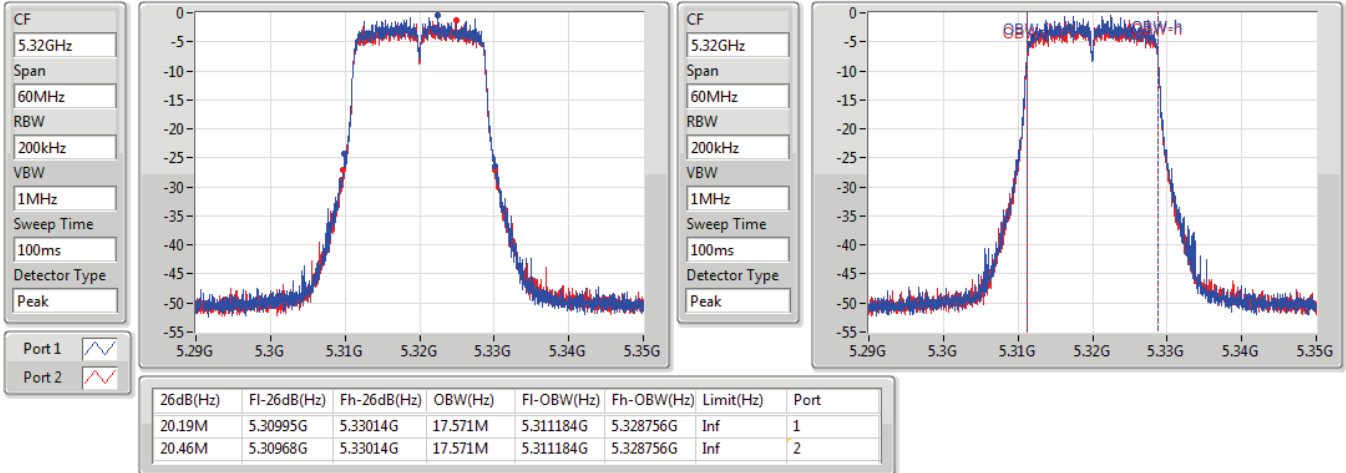 CF
5.32GHz
Span
60MHz
RBW
200kHz
VBW
1MHz
Sweep Time
100ms
Detector Type
Peak
Port 1
Port 2
0
-5
-10
-15
-20
-25
-30
-35
-40
-45
-50
-55
5.29G 5.3G 5.31G 5.32G 5.33G 5.34G 5.35G
CF
5.32GHz
Span
60MHz
RBW
200kHz
VBW
1MHz
Sweep Time
100ms
Detector Type
Peak
0
-5
-10
-15
-20
-25
-30
-35
-40
-45
-50
-55
OBW-h
5.29G 5.3G 5.31G 5.32G 5.33G 5.34G 5.35G
26dB(Hz) Fl-26dB(Hz) Fh-26dB(Hz) OBW(Hz) Fl-OBW(Hz) Fh-OBW(Hz) Limit(Hz) Port
20.19M 5.30995G 5.33014G 17.571M 5.311184G 5.328756G Inf 1
20.46M 5.30968G 5.33014G 17.571M 5.311184G 5.328756G Inf 2